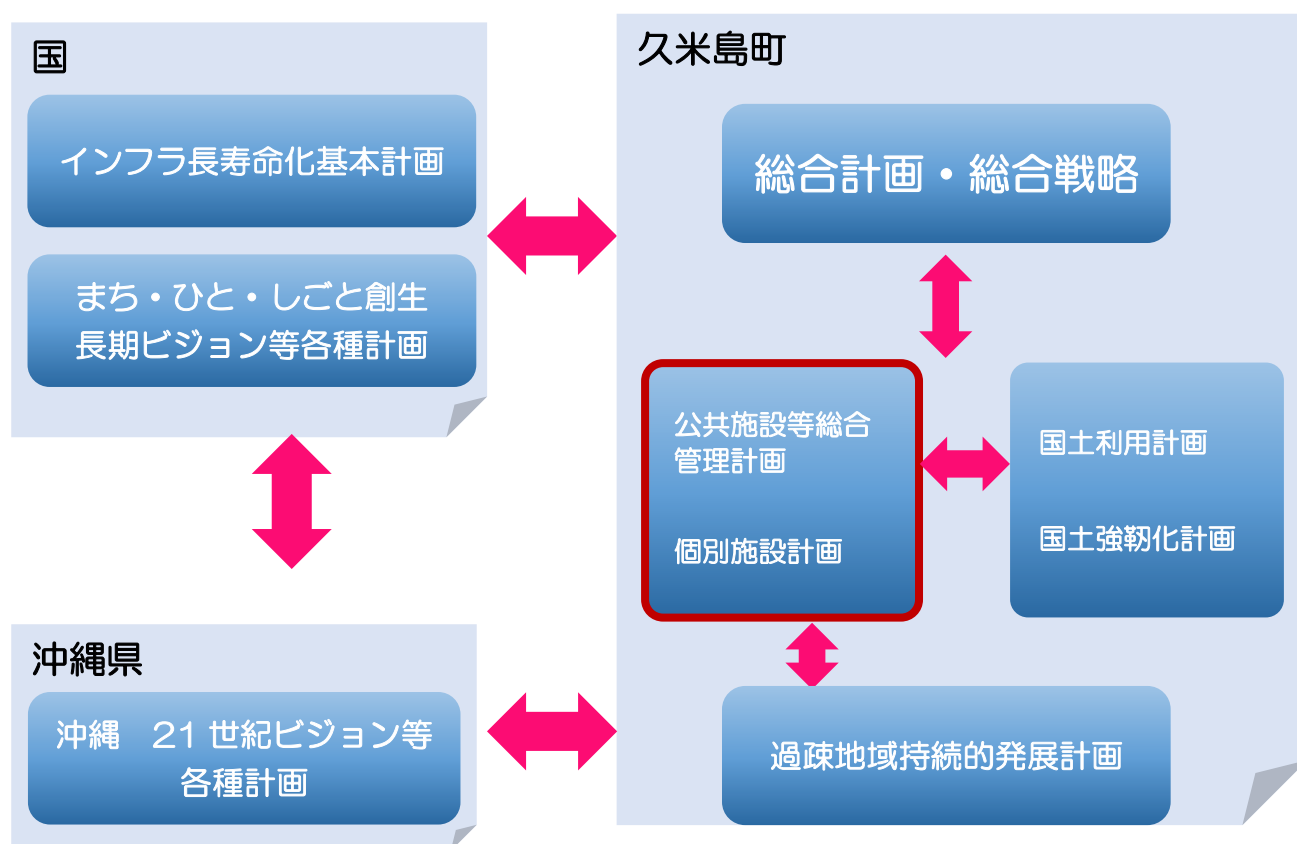 国
インフラ長寿命化基本計画
まち・ひと・しごと創生
長期ビジョン等各種計画
沖縄県
沖縄　21世紀ビジョン等
各種計画
久米島町
総合計画・総合戦略
公共施設等総合
管理計画
個別施設計画
国土利用計画
国土強靭化計画
過疎地域持続的発展計画